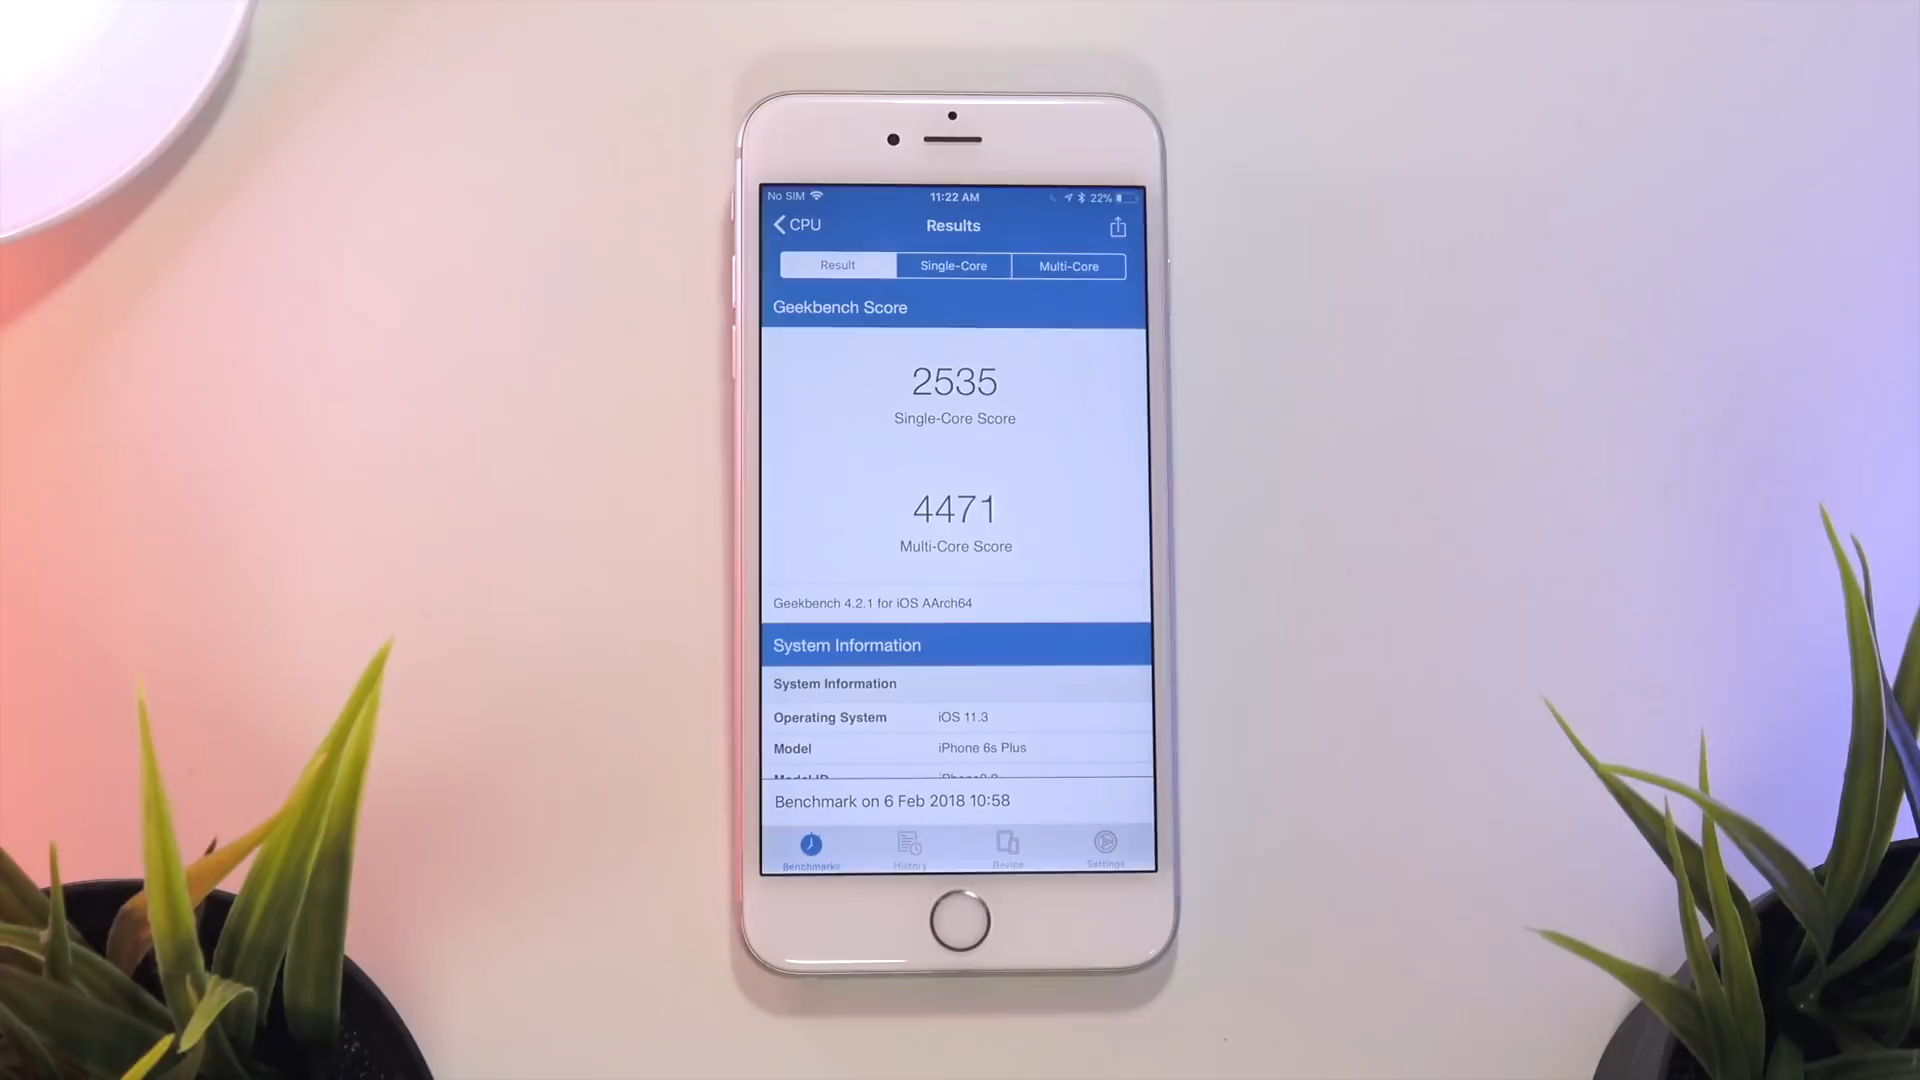 No SIM 11:22 AM 22%
CPU Results
Result Single-Core Multi-Core
Geekbench Score
2535
Single-Core Score
4471
Multi-Core Score
Geekbench 4.2.1 for iOS AArch64
System Information
System Information
Operating System iOS 11.3
Model iPhone 6s Plus
Benchmark on 6 Feb 2018 10:58
Benchmarks History Device Settings